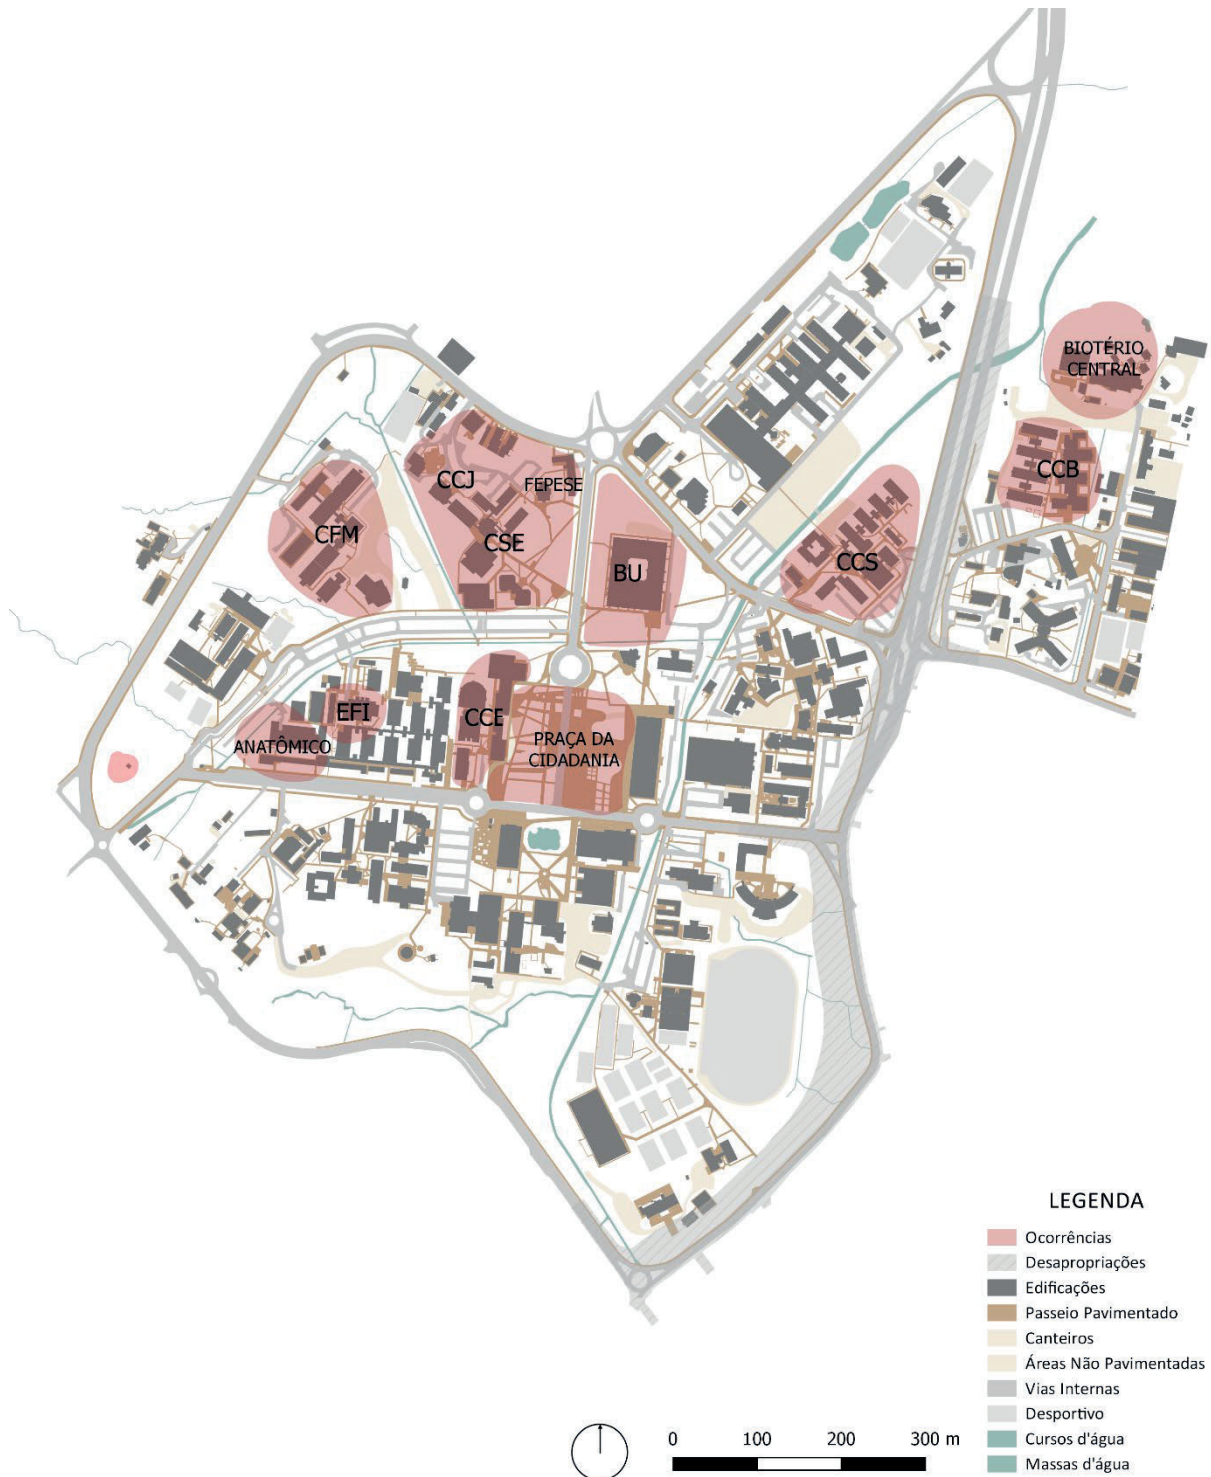 BIOTÉRIO
CENTRAL
CCJ
FEPESE
CCB
CFM
CSE
BU
CCS
EFI
CCE
ANATÔMICO
PRAÇA DA
CIDADANIA
LEGENDA
Ocorrências
Desapropriações
Edificações
Passeio Pavimentado
Canteiros
Áreas Não Pavimentadas
Vias Internas
Desportivo
Cursos d'água
Massas d'água
0 100 200 300 m